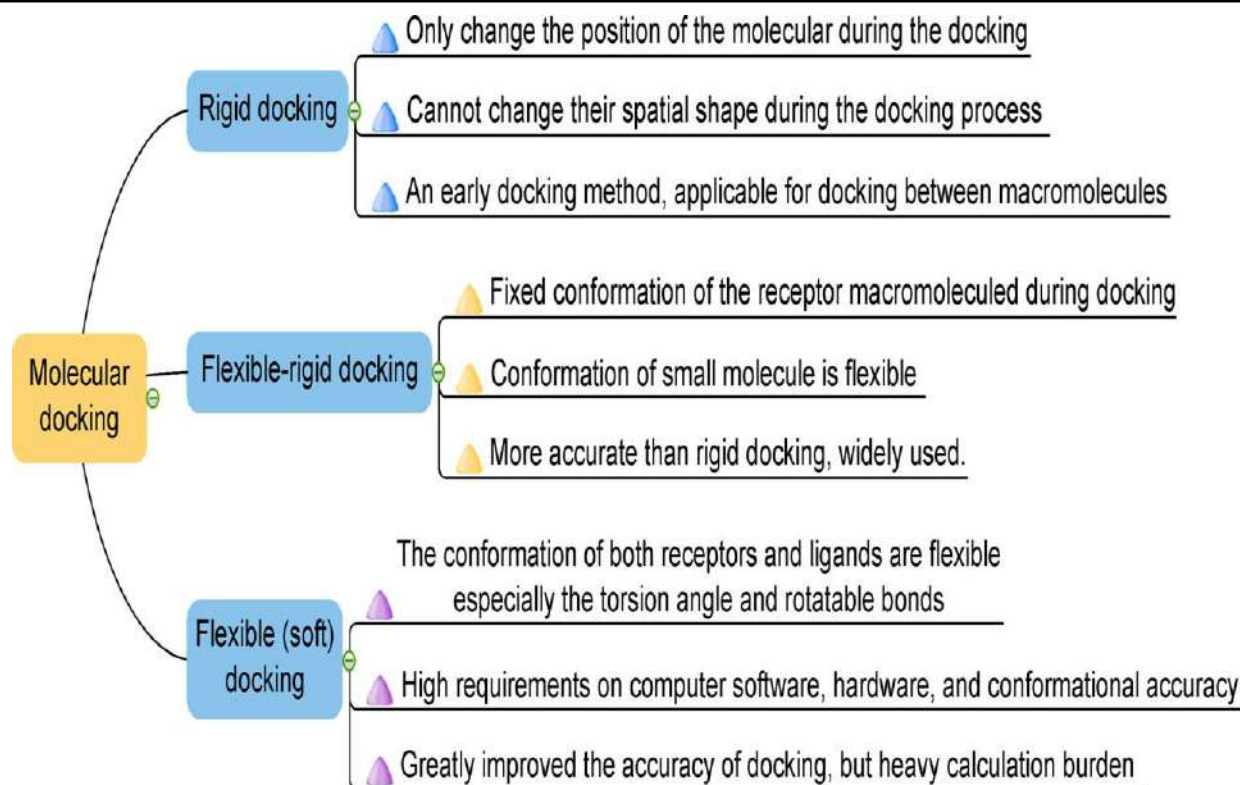 Only change the position of the molecular during the docking
Rigid docking
Cannot change their spatial shape during the docking process
An early docking method, applicable for docking between macromolecules
Fixed conformation of the receptor macromoleculed during docking
Molecular
docking
Flexible-rigid docking
Conformation of small molecule is flexible
More accurate than rigid docking, widely used.
The conformation of both receptors and ligands are flexible
especially the torsion angle and rotatable bonds
Flexible (soft)
docking
High requirements on computer software, hardware, and conformational accuracy
Greatly improved the accuracy of docking, but heavy calculation burden